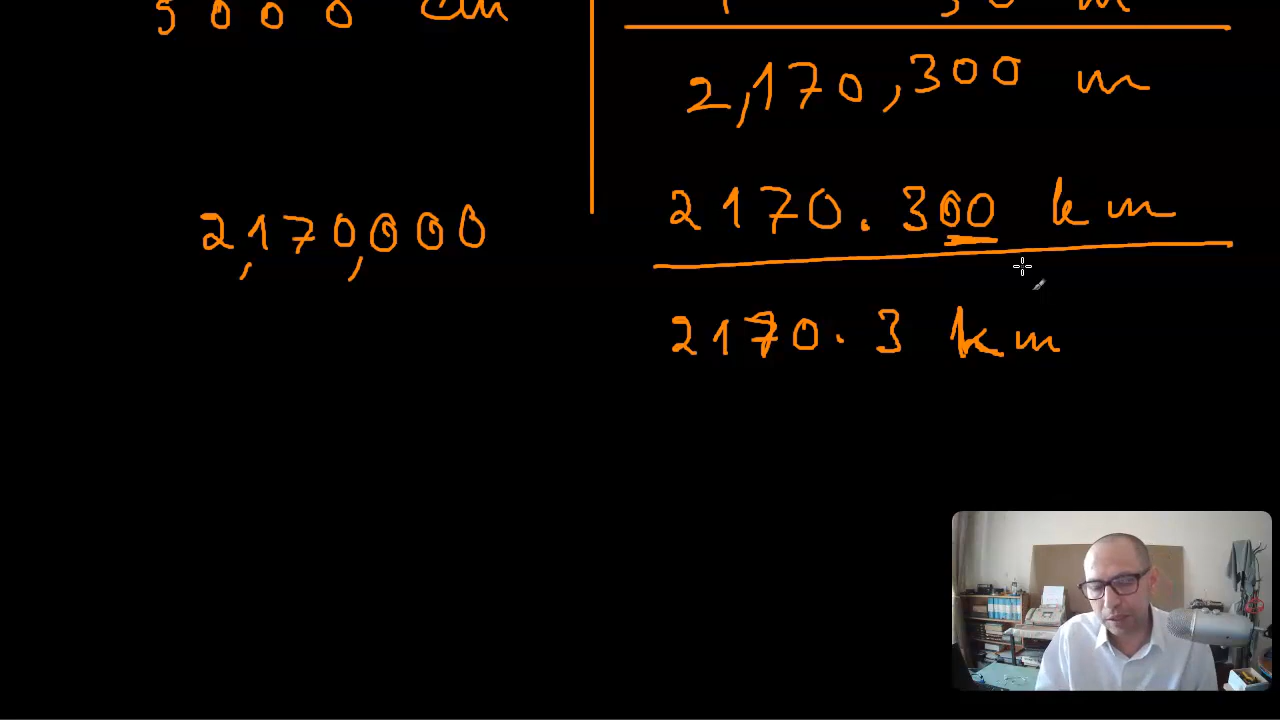 5000 cm
2,170,300 m
2170.300 km
2,170,000
2170.3 km